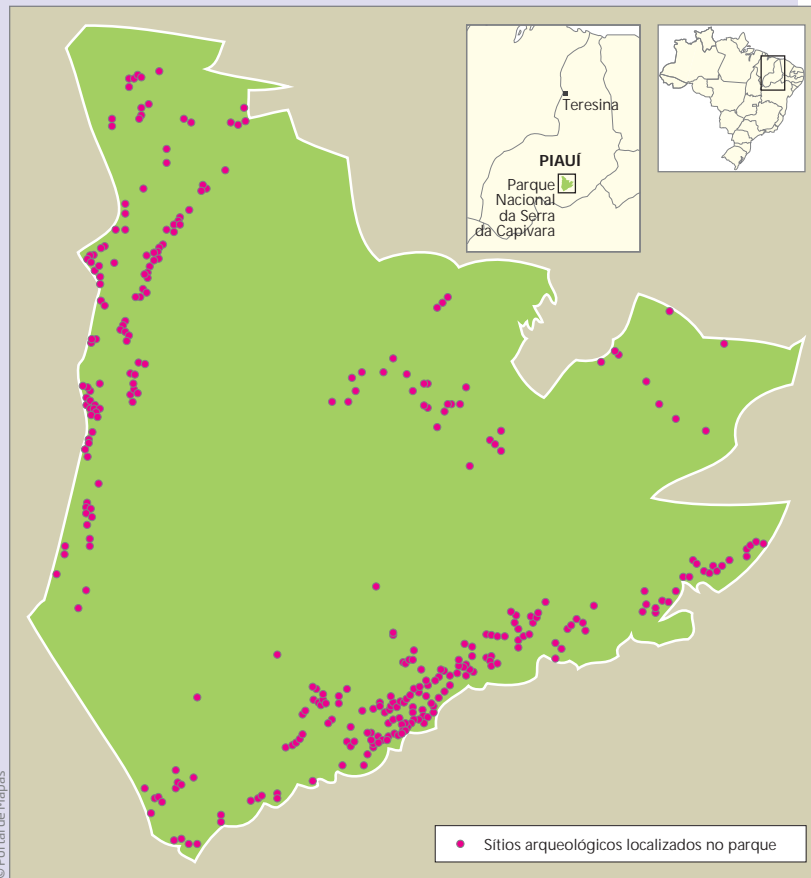 Teresina
PIAUÍ
Parque
Nacional
da Serra
da Capivara
Sítios arqueológicos localizados no parque
© Portal de Mapas